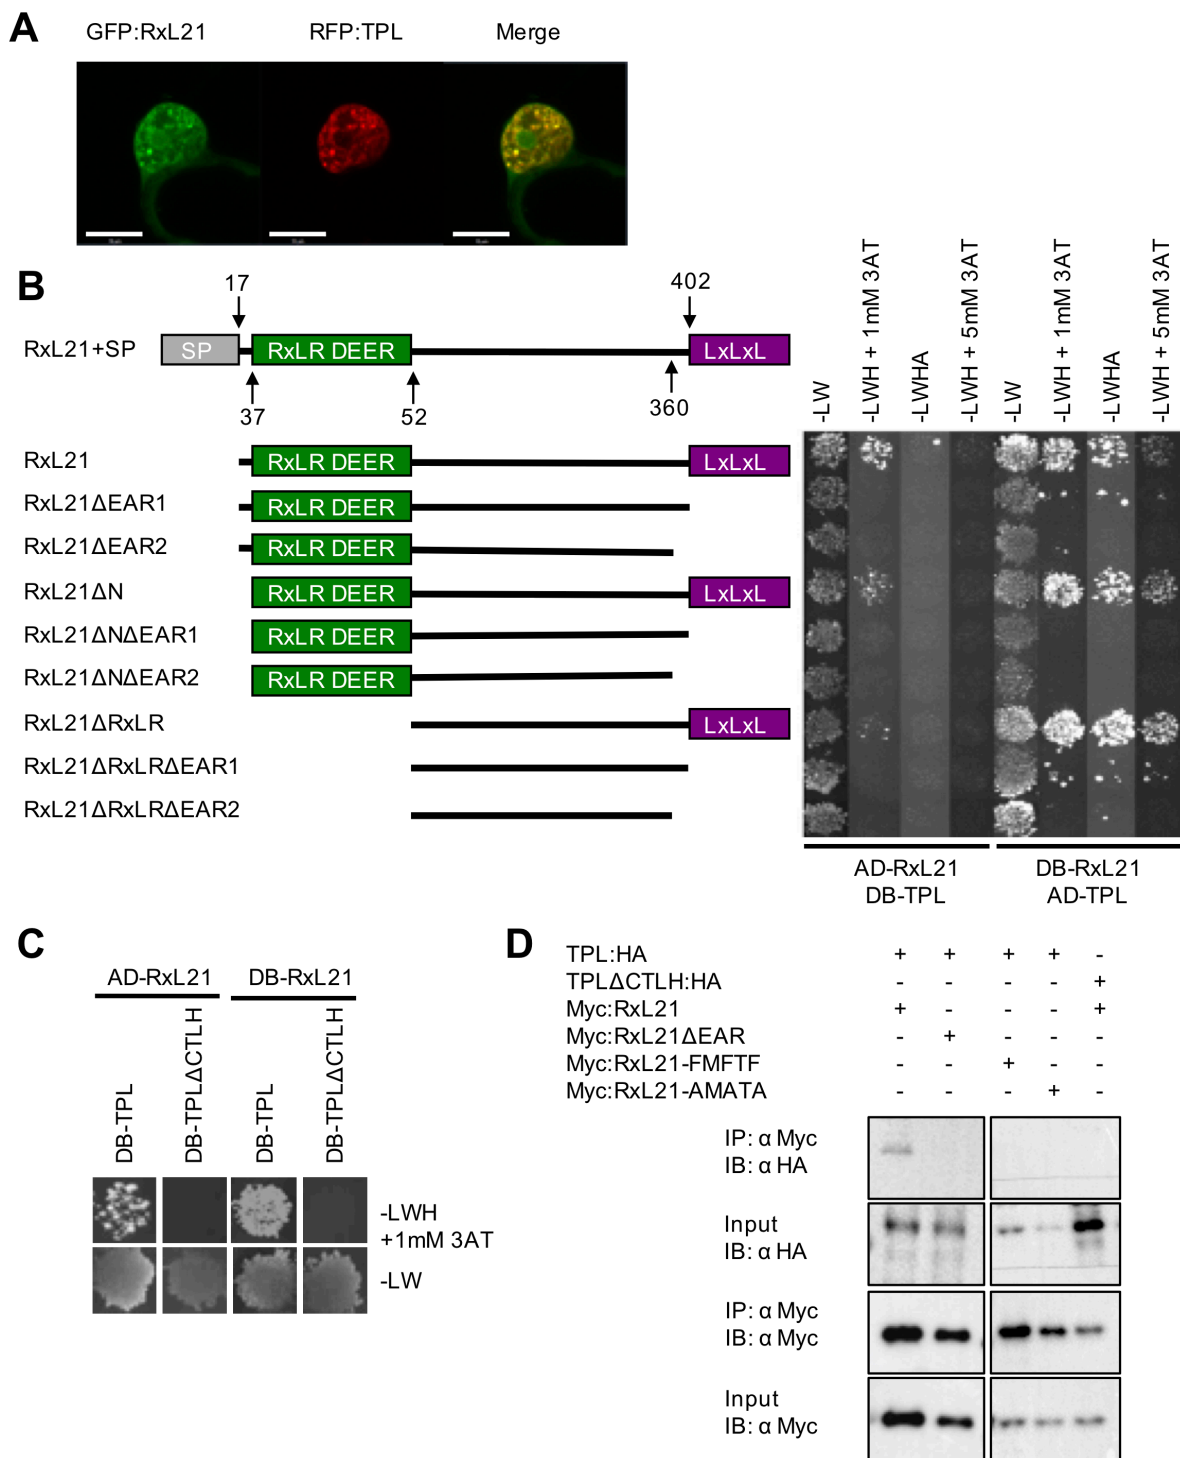 A
GFP:RxL21 RFP:TPL Merge
B
17 402
RxL21+SP SP RxLR DEER LxLxL
37 52 360
-LW -LWH + 1mM 3AT -LWHA -LWH + 5mM 3AT -LW -LWH + 1mM 3AT -LWHA -LWH + 5mM 3AT
RxL21 RxLR DEER LxLxL
RxL21ΔEAR1 RxLR DEER
RxL21ΔEAR2 RxLR DEER
RxL21ΔN RxLR DEER LxLxL
RxL21ΔNΔEAR1 RxLR DEER
RxL21ΔNΔEAR2 RxLR DEER
RxL21ΔRxLR LxLxL
RxL21ΔRxLRΔEAR1
RxL21ΔRxLRΔEAR2
AD-RxL21 DB-RxL21
DB-TPL AD-TPL
C
AD-RxL21 DB-RxL21
DB-TPL DB-TPLΔCTLH DB-TPL DB-TPLΔCTLH
-LWH
+1mM 3AT
-LW
D
TPL:HA + + + + -
TPLΔCTLH:HA - - - - +
Myc:RxL21 + - - - +
Myc:RxL21ΔEAR - + - - -
Myc:RxL21-FMFTF - - + - -
Myc:RxL21-AMATA - - - + -
IP: α Myc
IB: α HA
Input
IB: α HA
IP: α Myc
IB: α Myc
Input
IB: α Myc